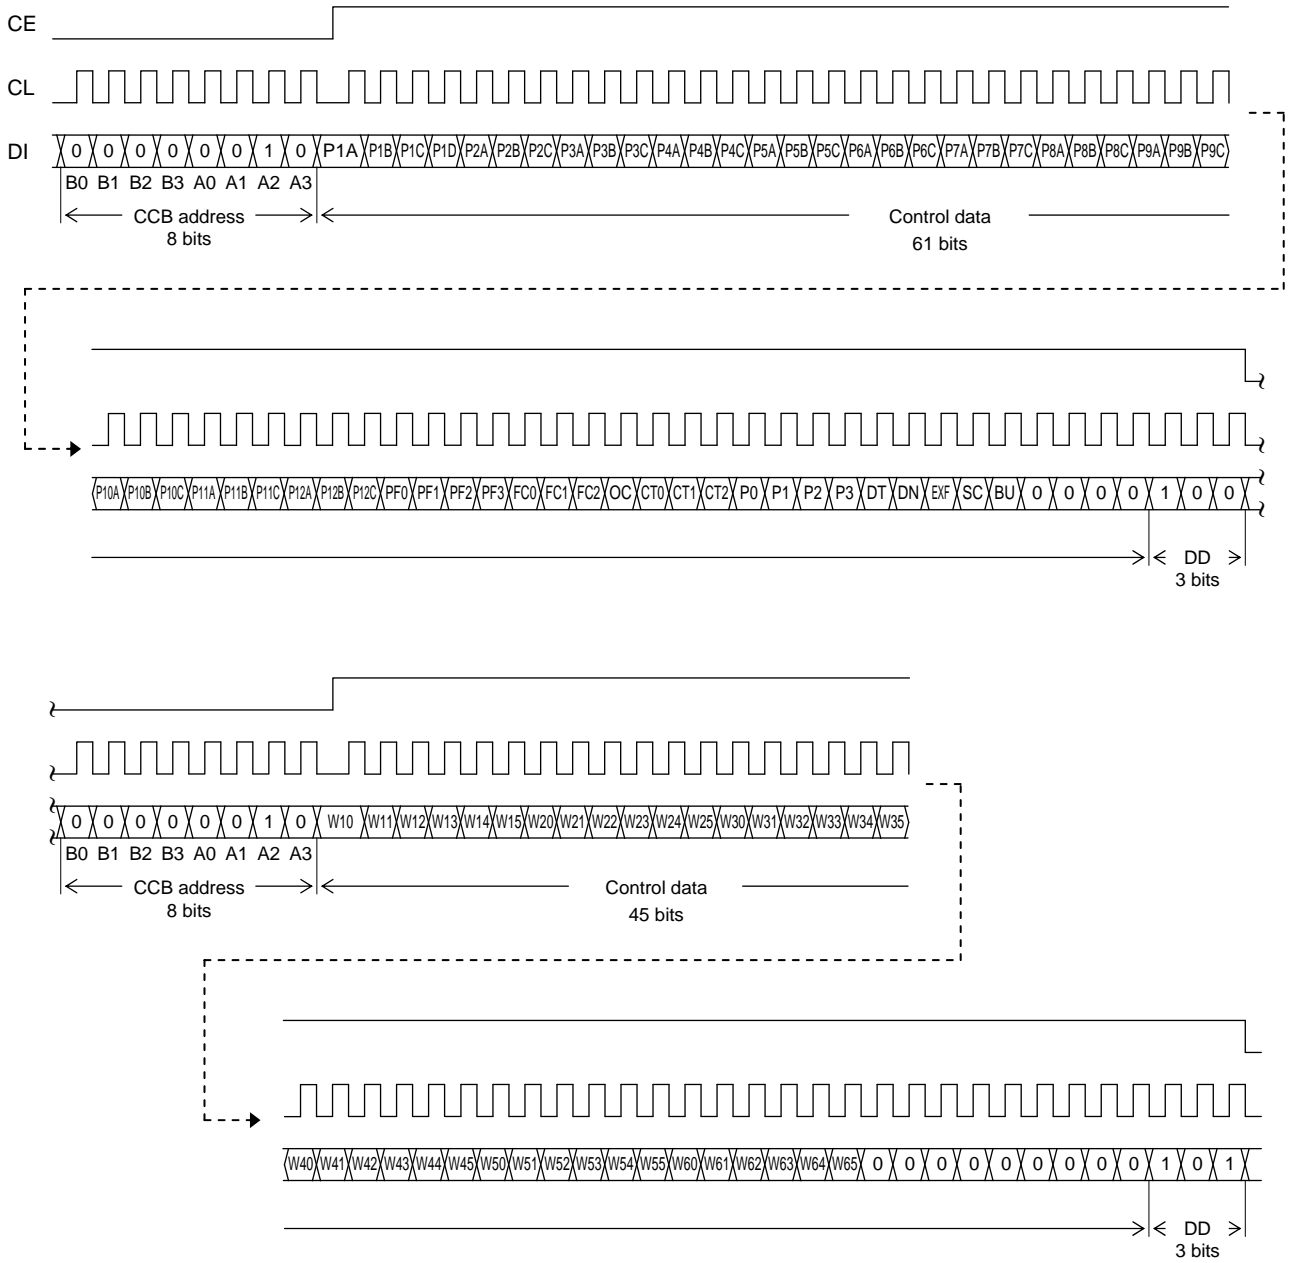 CE
CL
DI 0 0 0 0 0 0 1 0 P1A P1B P1C P1D P2A P2B P2C P3A P3B P3C P4A P4B P4C P5A P5B P5C P6A P6B P6C P7A P7B P7C P8A P8B P8C P9A P9B P9C
B0 B1 B2 B3 A0 A1 A2 A3
CCB address Control data
8 bits 61 bits
P10A P10B P10C P11A P11B P11C P12A P12B P12C PF0 PF1 PF2 PF3 FC0 FC1 FC2 OC CT0 CT1 CT2 P0 P1 P2 P3 DT DN EXF SC BU 0 0 0 0 1 0 0
DD
3 bits
0 0 0 0 0 0 1 0 W10 W11 W12 W13 W14 W15 W20 W21 W22 W23 W24 W25 W30 W31 W32 W33 W34 W35
B0 B1 B2 B3 A0 A1 A2 A3
CCB address Control data
8 bits 45 bits
W40 W41 W42 W43 W44 W45 W50 W51 W52 W53 W54 W55 W60 W61 W62 W63 W64 W65 0 0 0 0 0 0 0 0 0 1 0 1
DD
3 bits